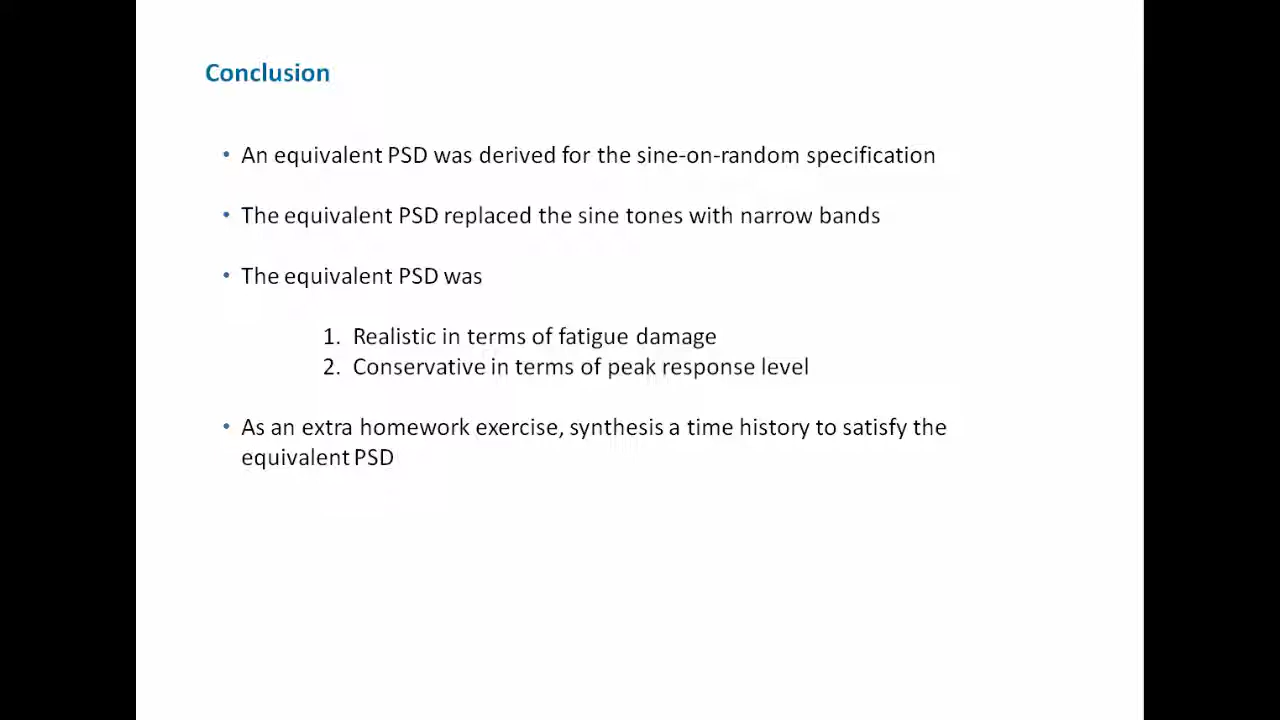 Conclusion
• An equivalent PSD was derived for the sine-on-random specification
• The equivalent PSD replaced the sine tones with narrow bands
• The equivalent PSD was
1. Realistic in terms of fatigue damage
2. Conservative in terms of peak response level
• As an extra homework exercise, synthesis a time history to satisfy the
equivalent PSD